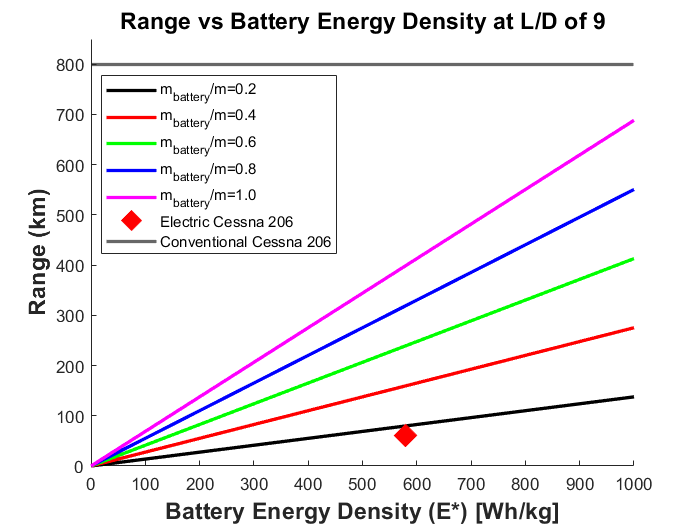 Range vs Battery Energy Density at L/D of 9
800
700
600
500
400
300
200
100
0
Range (km)
m_battery/m=0.2
m_battery/m=0.4
m_battery/m=0.6
m_battery/m=0.8
m_battery/m=1.0
Electric Cessna 206
Conventional Cessna 206
0 100 200 300 400 500 600 700 800 900 1000
Battery Energy Density (E*) [Wh/kg]